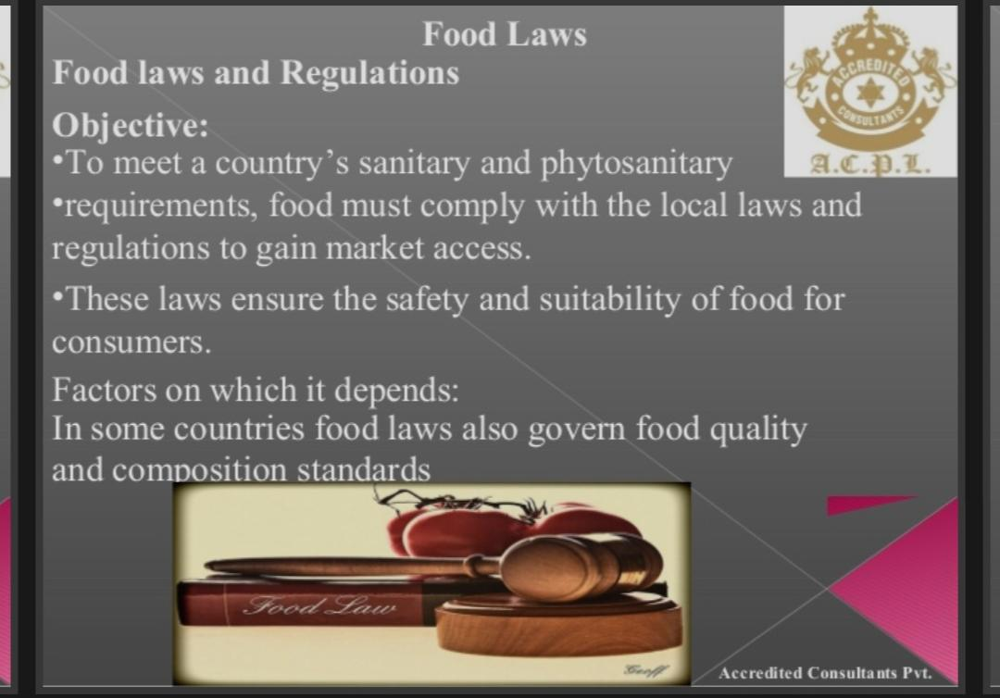 Food Laws
Food laws and Regulations
Objective:
•To meet a country’s sanitary and phytosanitary
•requirements, food must comply with the local laws and
regulations to gain market access.
•These laws ensure the safety and suitability of food for
consumers.
Factors on which it depends:
In some countries food laws also govern food quality
and composition standards
ACCREDITED
CONSULTANTS
A.C.P.L.
Food Law
Geoff
Accredited Consultants Pvt.